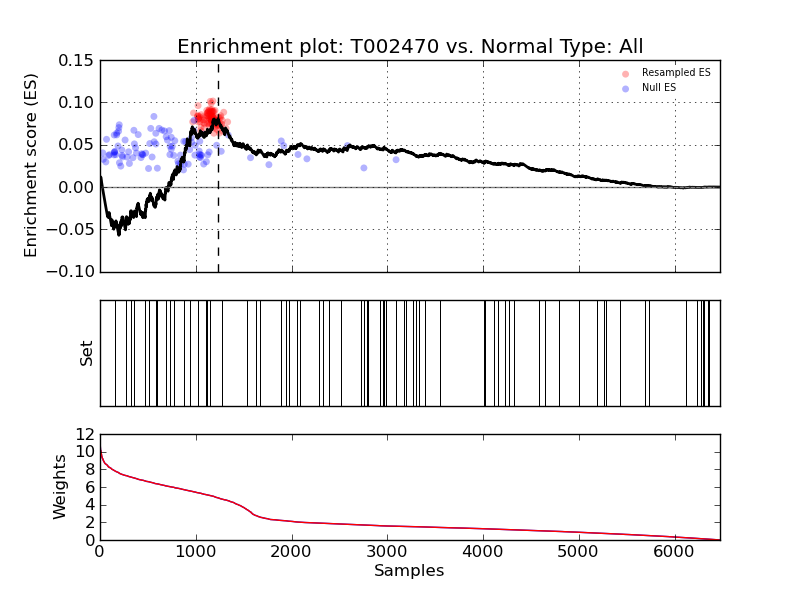 Enrichment plot: T002470 vs. Normal Type: All
Enrichment score (ES)
0.15
0.10
0.05
0.00
−0.05
−0.10
Resampled ES
Null ES
Set
Weights
12
10
8
6
4
2
0
0 1000 2000 3000 4000 5000 6000
Samples